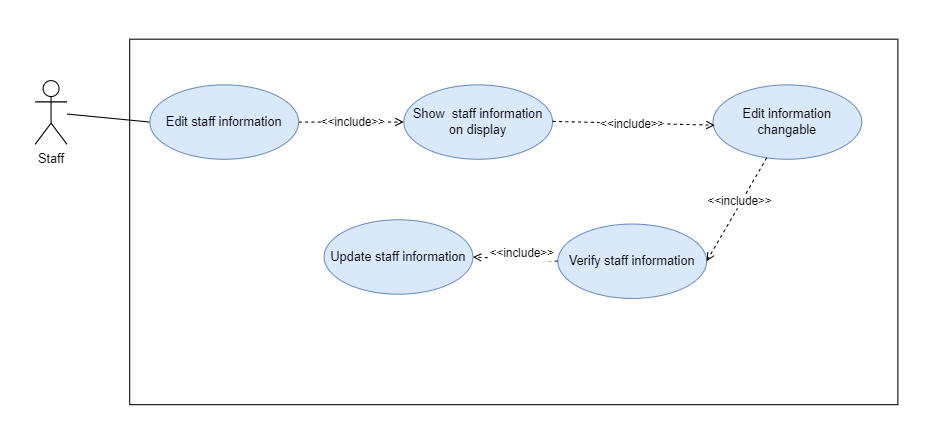 Edit staff information
<<include>>
Show staff information
on display
<<include>>
Edit information
changable
Staff
<<include>>
Update staff information
<<include>>
Verify staff information